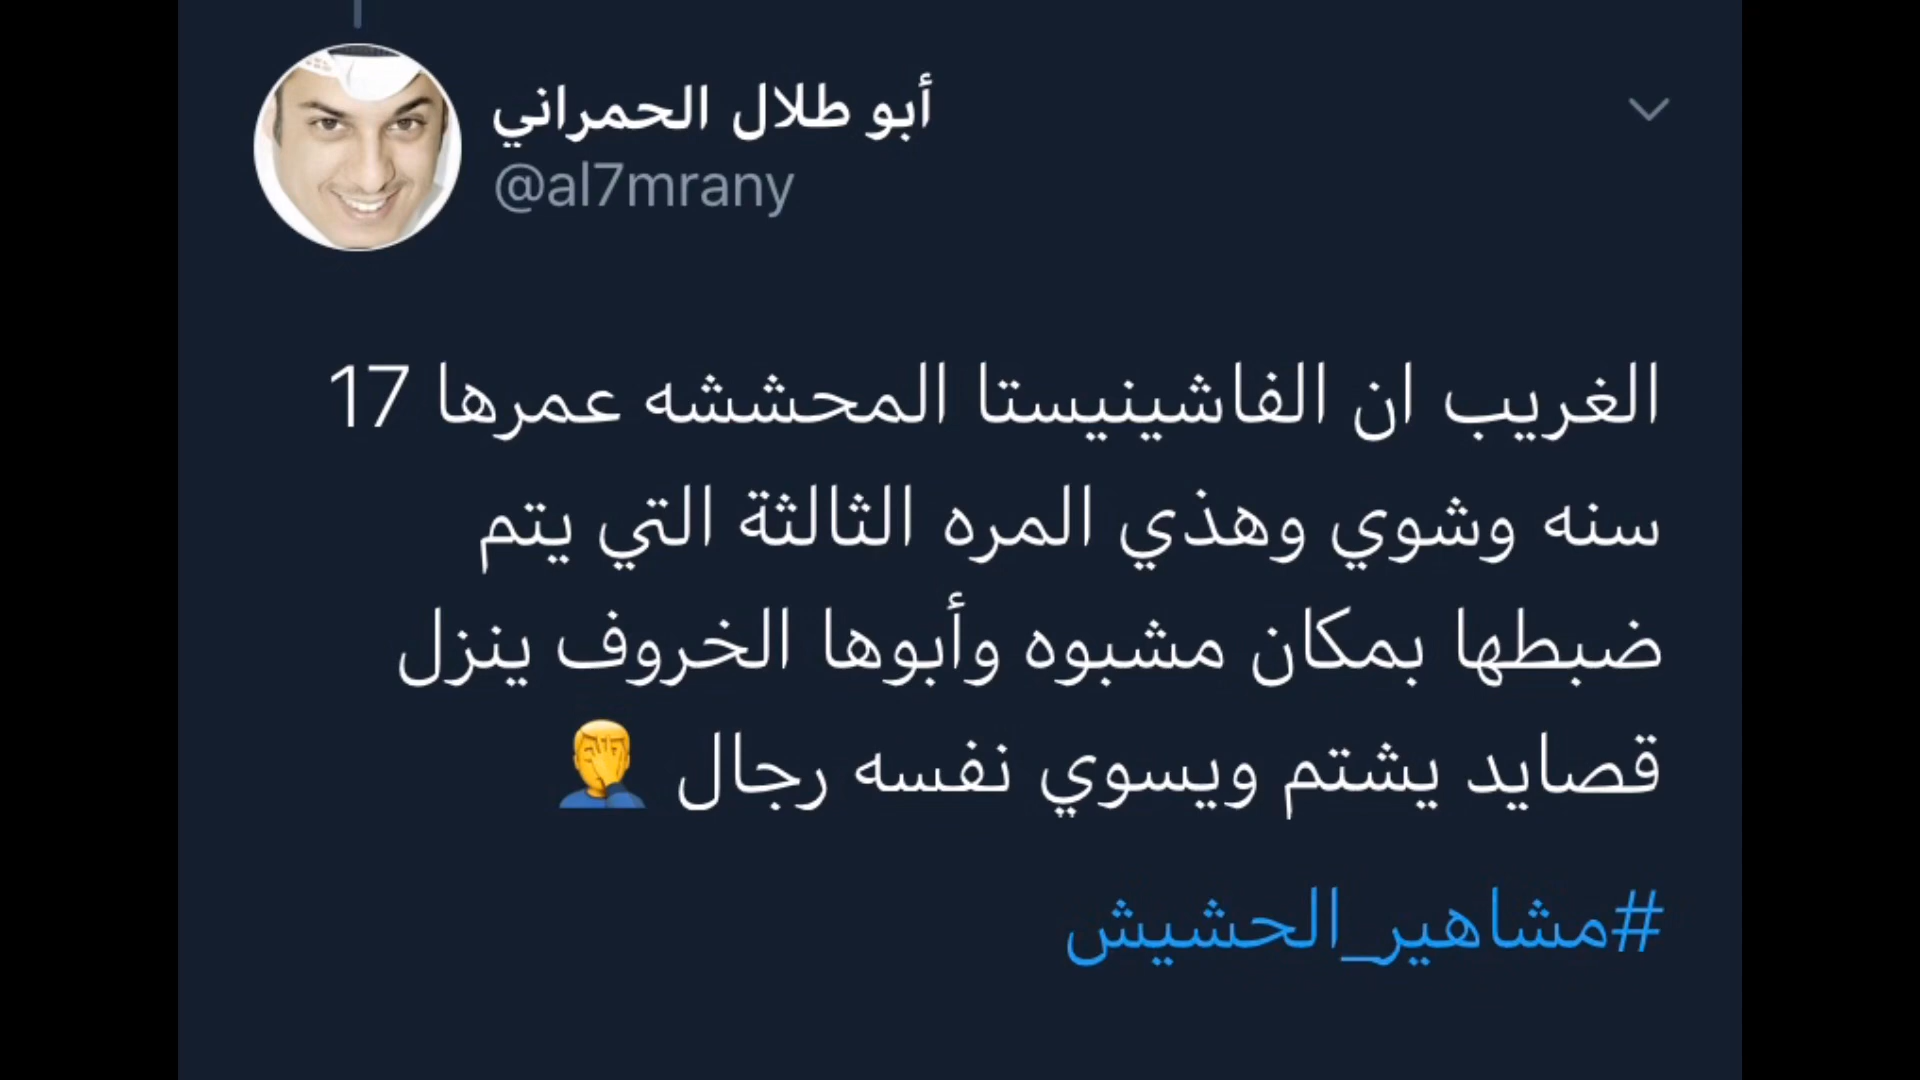 أبو طلال الحمراني
@al7mrany
الغريب ان الفاشينيستا المحششه عمرها 17
سنه وشوي وهذي المره الثالثة التي يتم
ضبطها بمكان مشبوه وأبوها الخروف ينزل
قصايد يشتم ويسوي نفسه رجال 🤦‍♂️
#مشاهير_الحشيش